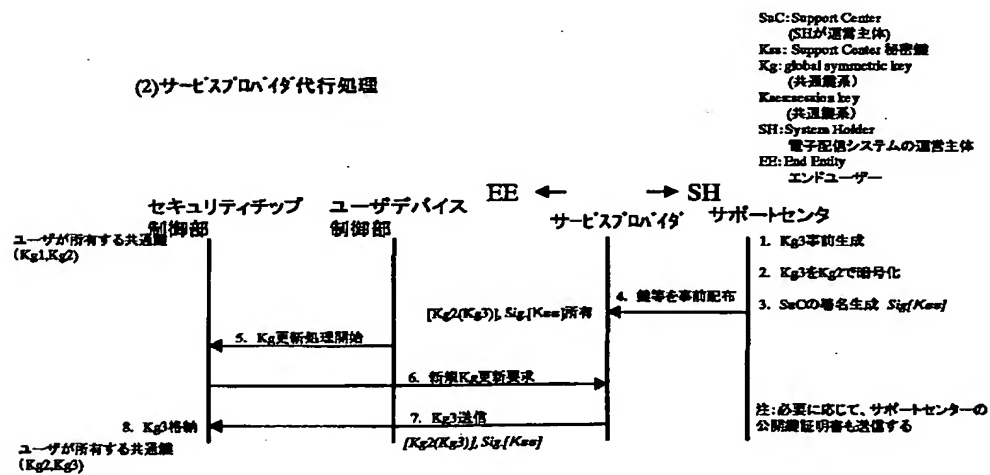 SuC:Support Center
(SHが運営主体)
Kss: Support Center 秘密鍵
Kg: global symmetric key
(共通鍵系)
Kses:session key
(共通鍵系)
SH:System Holder
電子配信システムの運営主体
EE: End Entity
エンドユーザー
(2)サービスプロバイダ代行処理
EE ← → SH
セキュリティチップ
制御部
ユーザデバイス
制御部
サービスプロバイダ
サポートセンタ
ユーザが所有する共通鍵
(Kg1,Kg2)
1. Kg3事前生成
2. Kg3をKg2で暗号化
3. SuCの署名生成 Sig[Kss]
4.鍵等を事前配布
[Kg2(Kg3)], Sig.[Kss]所有
5. Kg更新処理開始
6. 新規Kg更新要求
7. Kg3送信
[Kg2(Kg3)], Sig.[Kss]
8. Kg3格納
ユーザが所有する共通鍵
(Kg2,Kg3)
注:必要に応じて、サポートセンターの
公開鍵証明書も送信する